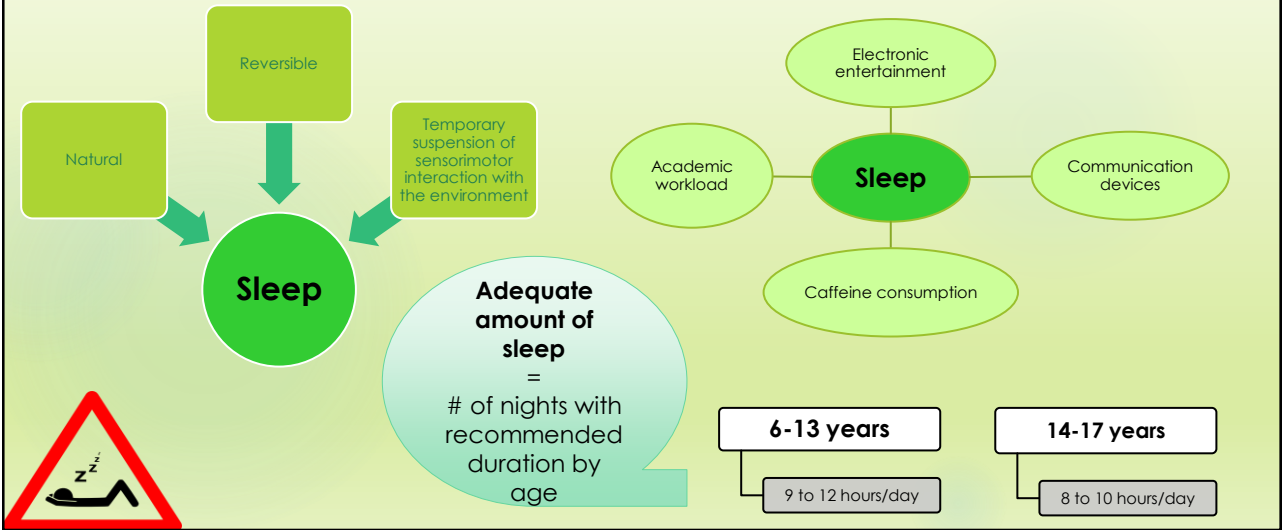 Reversible
Natural
Temporary
suspension of
sensorimotor
interaction with
the environment
Sleep
Electronic
entertainment
Academic
workload
Sleep
Communication
devices
Caffeine consumption
Adequate
amount of
sleep
=
# of nights with
recommended
duration by
age
6-13 years
9 to 12 hours/day
14-17 years
8 to 10 hours/day
z z z z